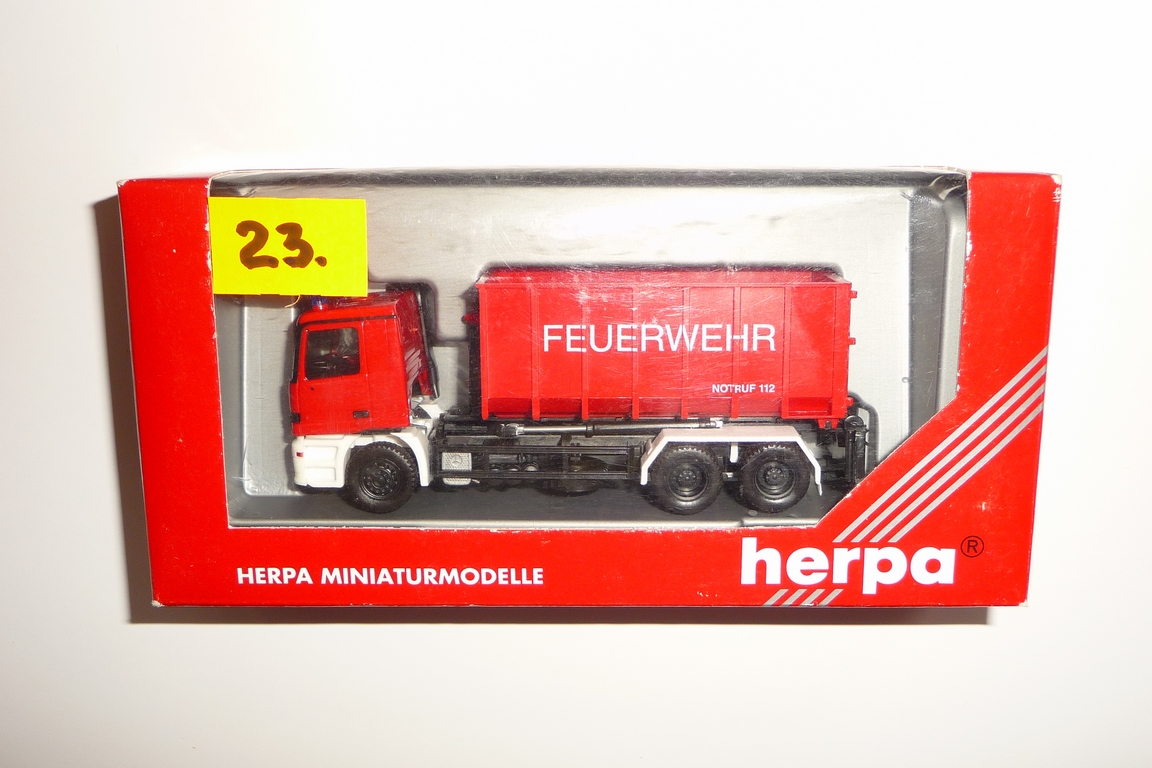 23.
FEUERWEHR
NOTRUF 112
HERPA MINIATURMODELLE
herpa®